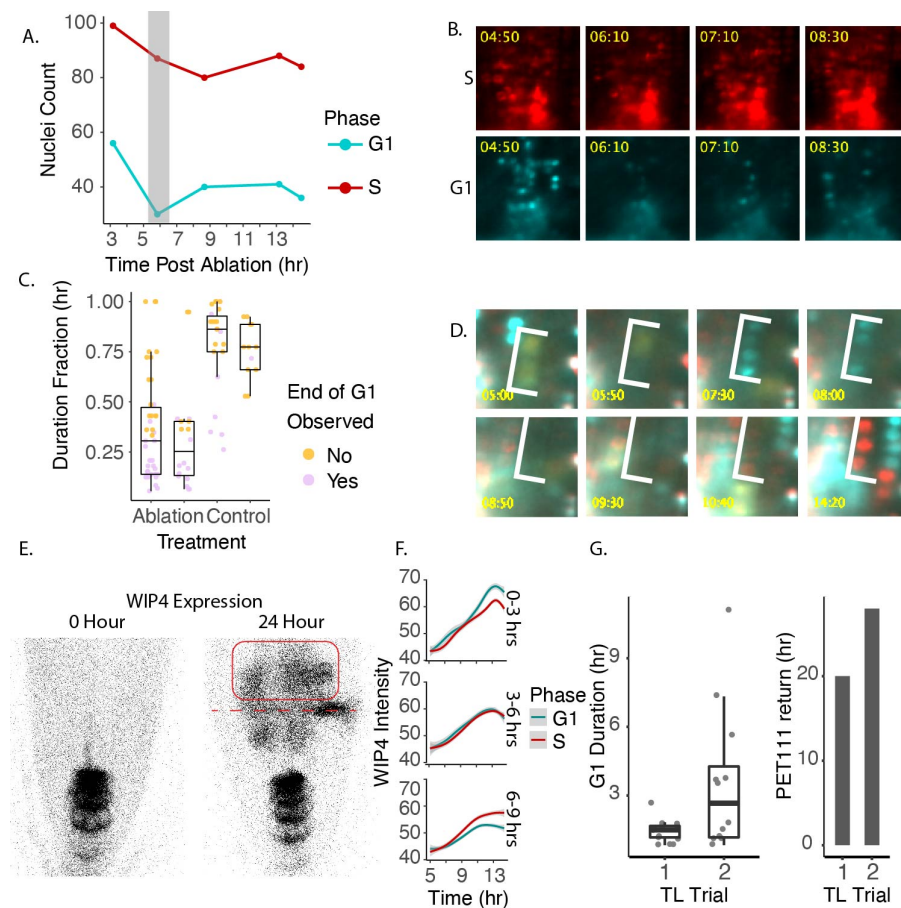 A.
100
80
60
40
Nuclei Count
3 5 7 9 11 13
Time Post Ablation (hr)
Phase
G1
S
B.
S
04:50 06:10 07:10 08:30
G1
04:50 06:10 07:10 08:30
C.
1.00
0.75
0.50
0.25
Duration Fraction (hr)
Ablation Control
Treatment
End of G1
Observed
No
Yes
D.
05:00 05:50 07:30 08:00
08:50 09:30 10:40 14:20
E.
WIP4 Expression
0 Hour 24 Hour
F.
70
60
50
40
0-3 hrs
70
60
50
40
3-6 hrs
70
60
50
40
6-9 hrs
WIP4 Intensity
5 7 9 11 13
Time (hr)
Phase
G1
S
G.
9
6
3
G1 Duration (hr)
1 2
TL Trial
20
10
0
PET111 return (hr)
1 2
TL Trial